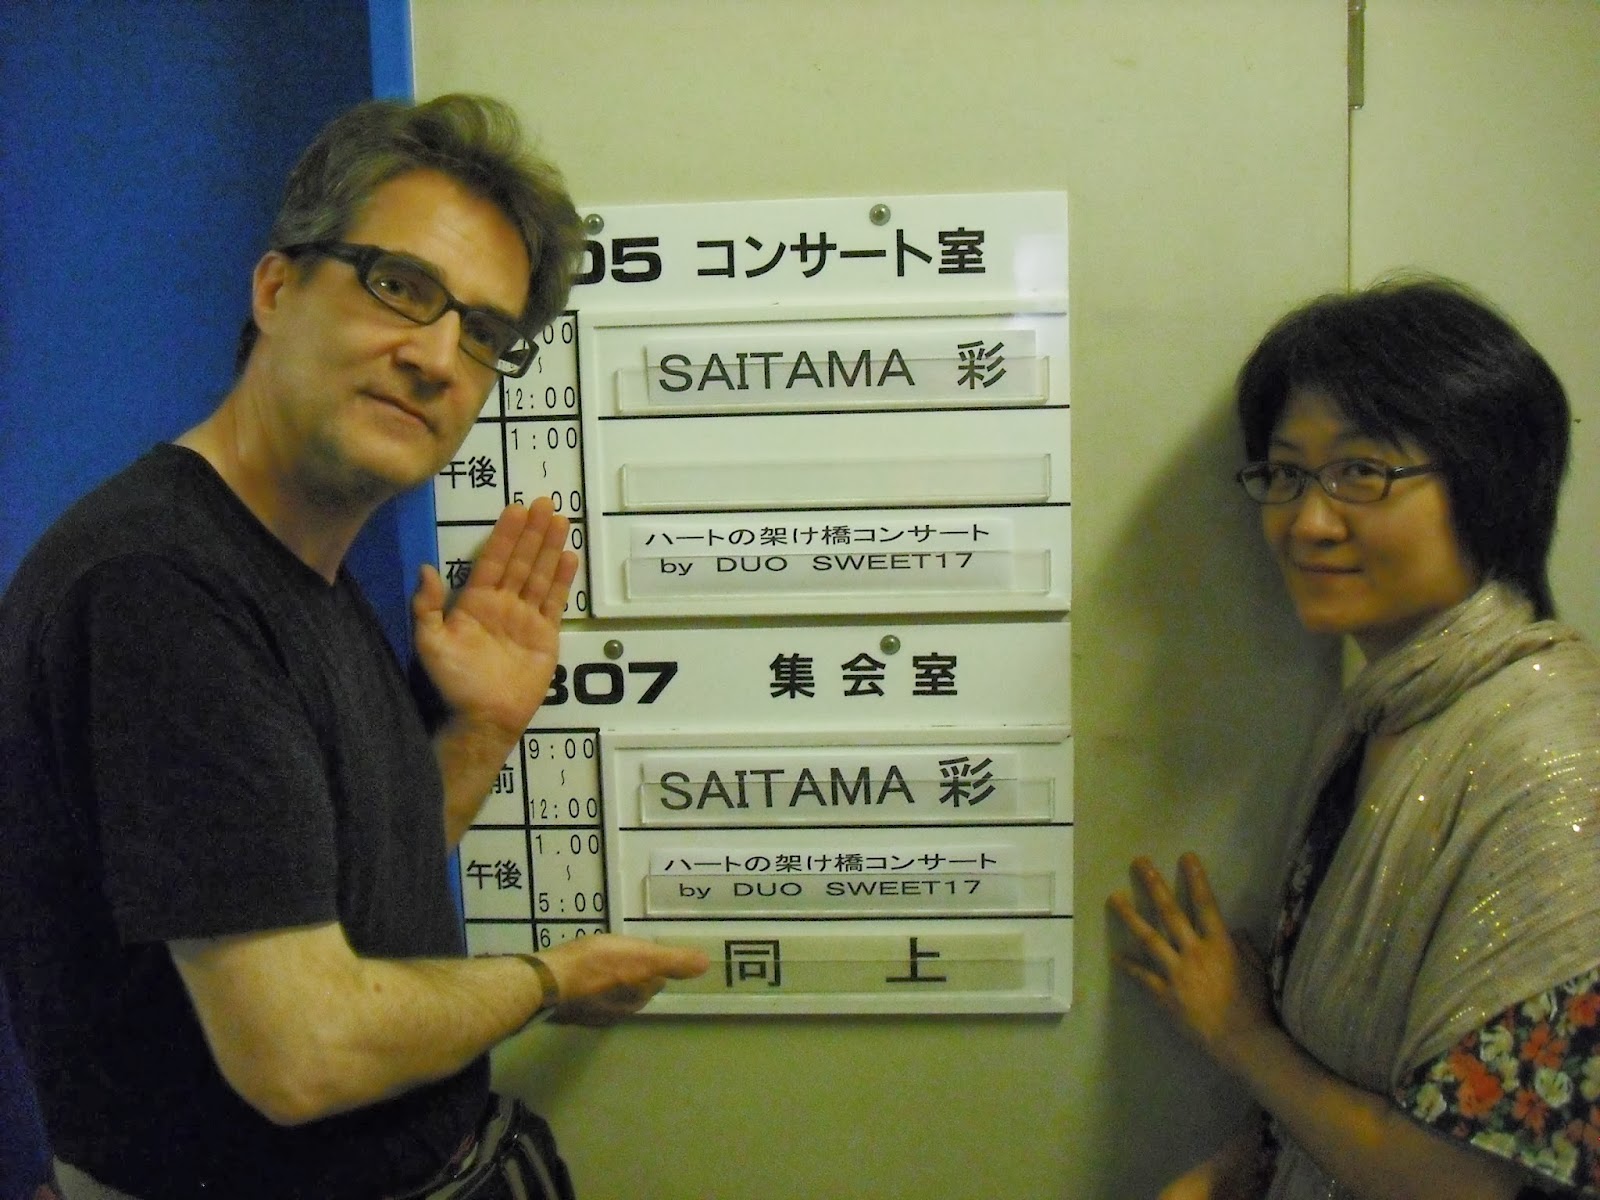 05 コンサート室
:00
~
12:00
SAITAMA 彩
午後
1:00
~
5:00
夜
ハートの架け橋コンサート
by DUO SWEET17
307 集会室
前
9:00
~
12:00
SAITAMA 彩
午後
1.00
~
5:00
ハートの架け橋コンサート
by DUO SWEET17
6:
同上